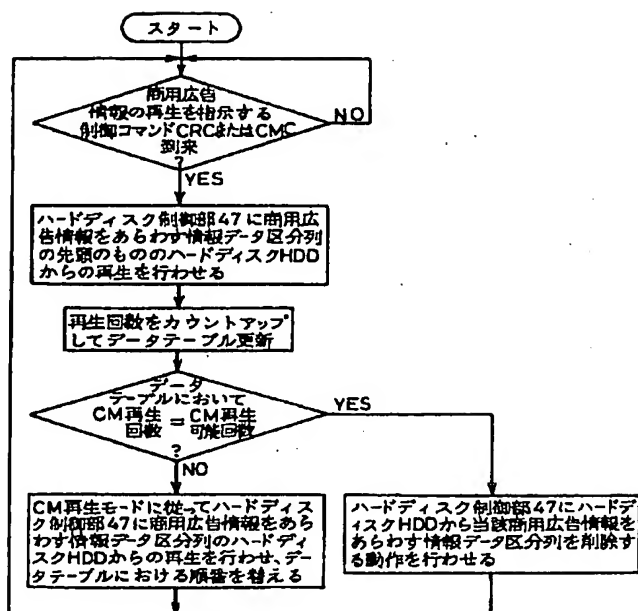 スタート
商用広告
情報の再生を指示する
制御コマンドCRCまたはCMC
到来
?
NO
YES
ハードディスク制御部47に商用広
告情報をあらわす情報データ区分列
の先頭のもののハードディスクHDD
からの再生を行わせる
再生回数をカウントアップ
してデータテーブル更新
データ
テーブルにおいて
CM再生 = CM再生
回数 可能回数
?
YES
NO
CM再生モードに従ってハードディス
ク制御部47に商用広告情報をあら
わす情報データ区分列のハードディ
スクHDDからの再生を行わせ、デー
タテーブルにおける順番を替える
ハードディスク制御部47にハードデ
ィスクHDDから当該商用広告情報を
あらわす情報データ区分列を削除す
る動作を行わせる